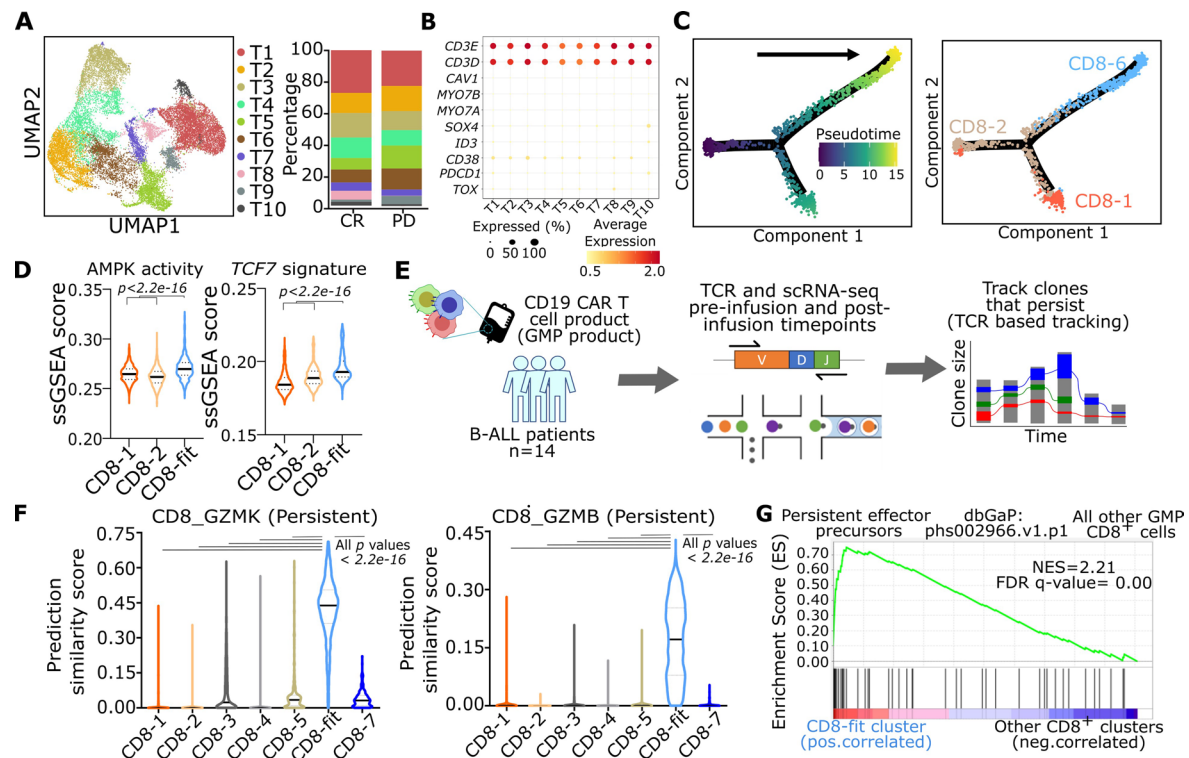 A
UMAP2
UMAP1
T1
T2
T3
T4
T5
T6
T7
T8
T9
T10
Percentage
100
80
60
40
20
0
CR
PD
B
CD3E
CD3D
CAV1
MYO7B
MYO7A
SOX4
ID3
CD38
PDCD1
TOX
T1 T2 T3 T4 T5 T6 T7 T8 T9 T10
Expressed (%)
0 50 100
Average
Expression
0.5 2.0
C
Component 2
Pseudotime
0 5 10 15
Component 1
Component 2
CD8-6
CD8-2
CD8-1
Component 1
D
AMPK activity
p<2.2e-16
ssGSEA score
0.35
0.30
0.25
0.20
CD8-1
CD8-2
CD8-fit
TCF7 signature
p<2.2e-16
ssGSEA score
0.25
0.20
0.15
CD8-1
CD8-2
CD8-fit
E
CD19 CAR T
cell product
(GMP product)
B-ALL patients
n=14
TCR and scRNA-seq
pre-infusion and post-
infusion timepoints
V D J
Track clones
that persist
(TCR based tracking)
Clone size
Time
F
CD8_GZMK (Persistent)
All p values
< 2.2e-16
Prediction
similarity score
0.75
0.60
0.45
0.30
0.15
0.00
CD8-1
CD8-2
CD8-3
CD8-4
CD8-5
CD8-fit
CD8-7
CD8_GZMB (Persistent)
All p values
< 2.2e-16
Prediction
similarity score
0.45
0.30
0.15
0.00
CD8-1
CD8-2
CD8-3
CD8-4
CD8-5
CD8-fit
CD8-7
G
Persistent effector
precursors
dbGaP:
phs002966.v1.p1
All other GMP
CD8+ cells
Enrichment Score (ES)
0.70
0.60
0.50
0.40
0.30
0.20
0.10
0.00
NES=2.21
FDR q-value= 0.00
CD8-fit cluster
(pos.correlated)
Other CD8+ clusters
(neg.correlated)